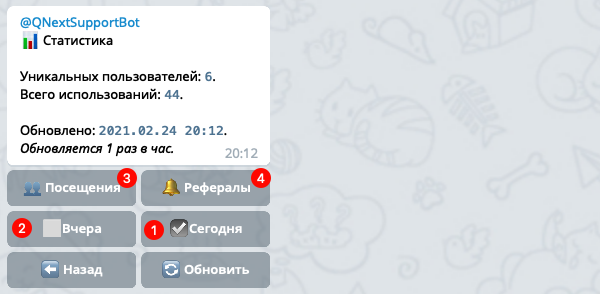 @QNextSupportBot
Статистика
Уникальных пользователей: 6.
Всего использований: 44.
Обновлено: 2021.02.24 20:12.
Обновляется 1 раз в час.
20:12
Посещения 3
Рефералы 4
2 Вчера
1 Сегодня
Назад
Обновить